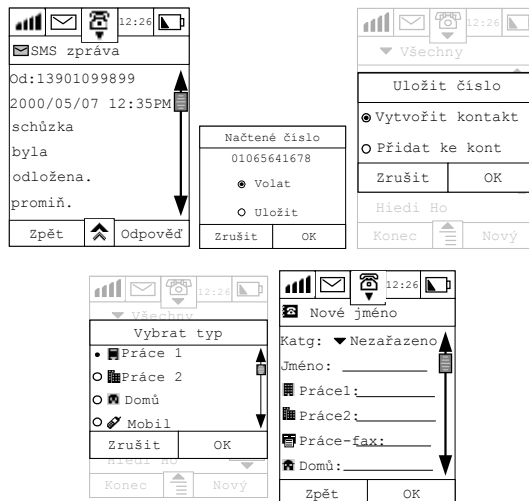 12:26
SMS zpráva
Od:13901099899
2000/05/07 12:35PM
schůzka
byla
odložena.
promiň.
Zpět
Odpověď
Načtené číslo
01065641678
Volat
Uložit
Zrušit
OK
12:26
Všechny
Uložit číslo
Vytvořit kontakt
Přidat ke kont
Zrušit
OK
Hiedi Ho
Konec
Nový
12:26
Všechny
Vybrat typ
Práce 1
Práce 2
Domů
Mobil
Zrušit
OK
Hiedi Ho
Konec
Nový
12:26
Nové jméno
Katg: Nezařazeno
Jméno:
Práce1:
Práce2:
Práce-fax:
Domů:
Zpět
OK